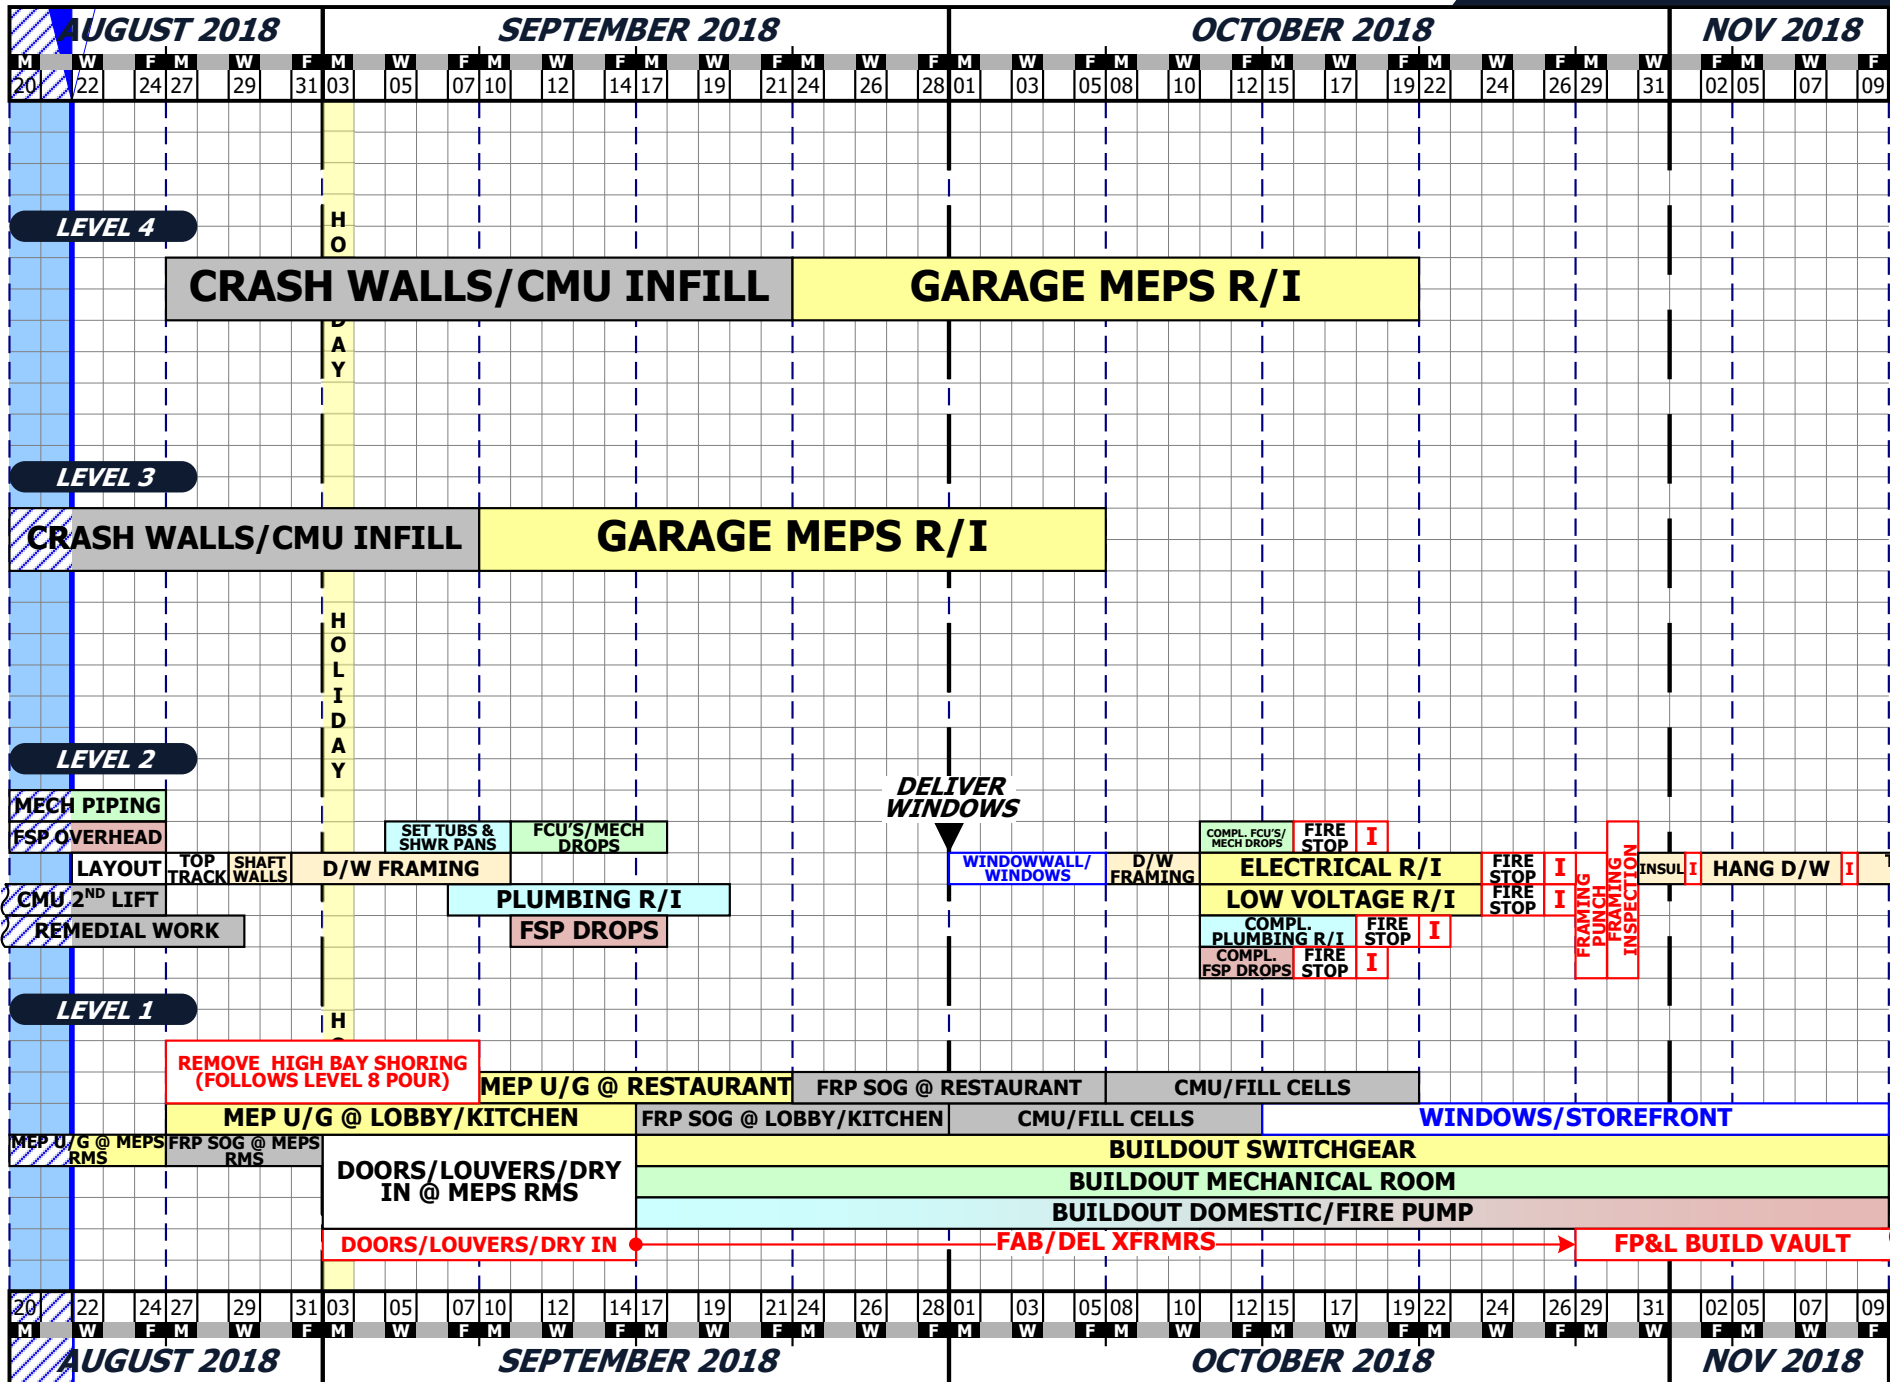 AUGUST 2018 SEPTEMBER 2018 OCTOBER 2018 NOV 2018
M W F M W F M W F M W F M W F M W F M W F M W F M W F M W F M W F M W F
20 22 24 27 29 31 03 05 07 10 12 14 17 19 21 24 26 28 01 03 05 08 10 12 15 17 19 22 24 26 29 31 02 05 07 09
LEVEL 4
HO
CRASH WALLS/CMU INFILL GARAGE MEPS R/I
DAY
LEVEL 3
CRASH WALLS/CMU INFILL GARAGE MEPS R/I
HOLIDAY
LEVEL 2
DELIVER
WINDOWS
MECH PIPING
FSP OVERHEAD
SET TUBS &
SHWR PANS
FCU'S/MECH
DROPS
COMPL. FCU'S/
MECH DROPS
FIRE
STOP
I
LAYOUT
TOP
TRACK
SHAFT
WALLS
D/W FRAMING
WINDOWWALL/
WINDOWS
D/W
FRAMING
ELECTRICAL R/I
FIRE
STOP
I
FRAMING
PUNCH
FRAMING
INSPECTION
INSUL
I
HANG D/W
I
CMU 2ND LIFT
PLUMBING R/I
LOW VOLTAGE R/I
FIRE
STOP
I
REMEDIAL WORK
FSP DROPS
COMPL.
PLUMBING R/I
FIRE
STOP
I
COMPL.
FSP DROPS
FIRE
STOP
I
LEVEL 1
H
REMOVE HIGH BAY SHORING
(FOLLOWS LEVEL 8 POUR)
MEP U/G @ RESTAURANT FRP SOG @ RESTAURANT CMU/FILL CELLS
MEP U/G @ LOBBY/KITCHEN FRP SOG @ LOBBY/KITCHEN CMU/FILL CELLS WINDOWS/STOREFRONT
MEP U/G @ MEPS
RMS
FRP SOG @ MEPS
RMS
DOORS/LOUVERS/DRY
IN @ MEPS RMS
BUILDOUT SWITCHGEAR
BUILDOUT MECHANICAL ROOM
BUILDOUT DOMESTIC/FIRE PUMP
DOORS/LOUVERS/DRY IN FAB/DEL XFRMRS FP&L BUILD VAULT
20 22 24 27 29 31 03 05 07 10 12 14 17 19 21 24 26 28 01 03 05 08 10 12 15 17 19 22 24 26 29 31 02 05 07 09
M W F M W F M W F M W F M W F M W F M W F M W F M W F M W F M W F M W F
AUGUST 2018 SEPTEMBER 2018 OCTOBER 2018 NOV 2018